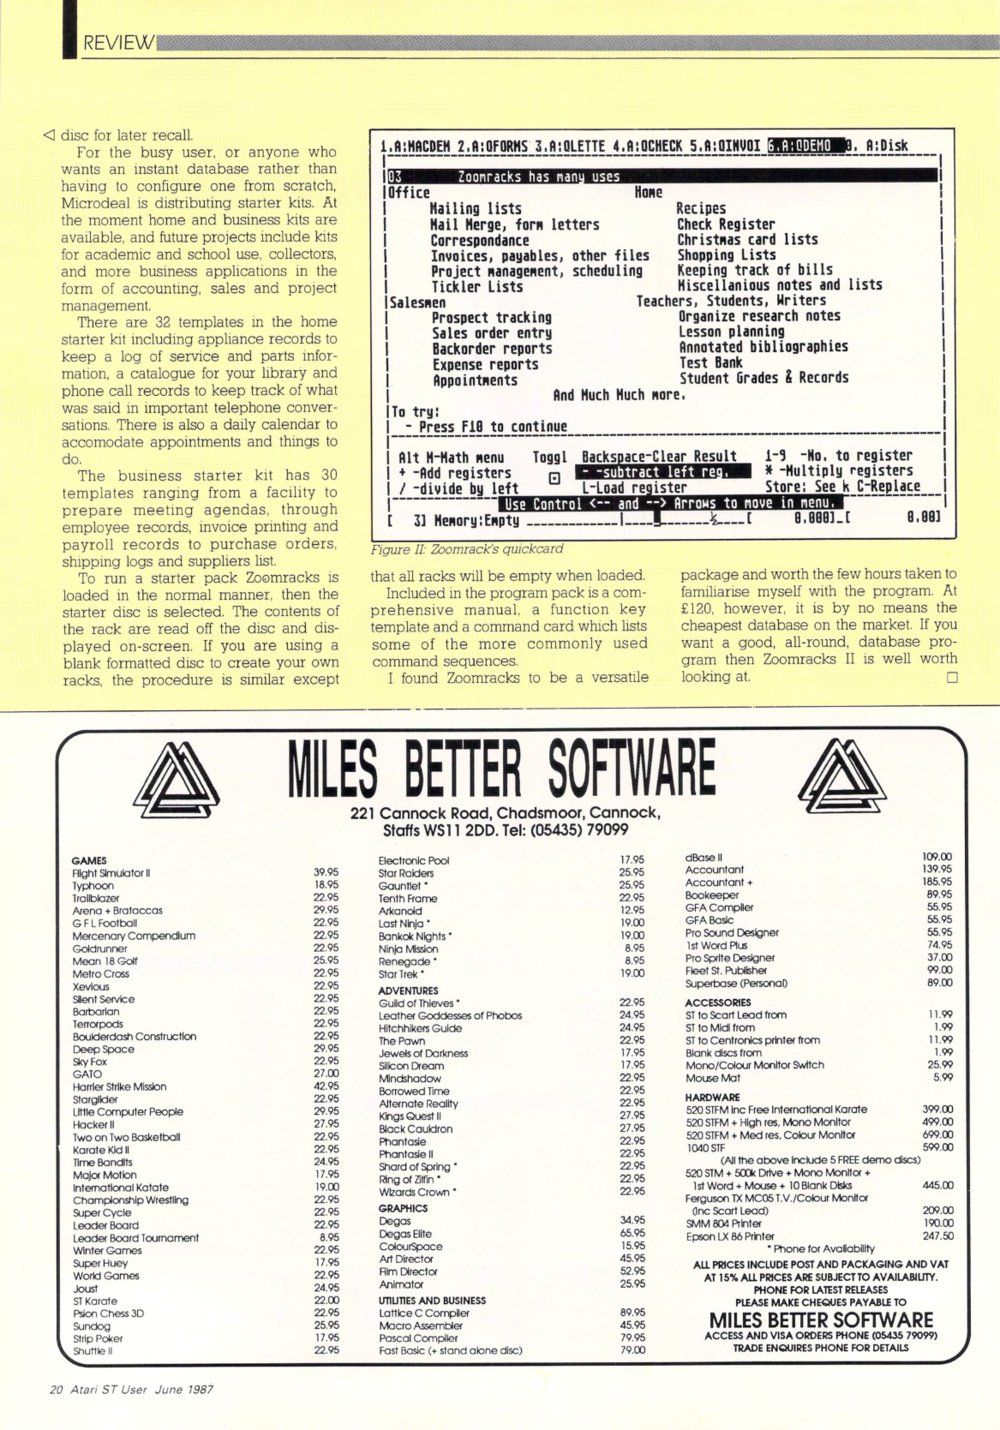 REVIEW
◁ disc for later recall.
For the busy user, or anyone who
wants an instant database rather than
having to configure one from scratch,
Microdeal is distributing starter kits. At
the moment home and business kits are
available, and future projects include kits
for academic and school use, collectors,
and more business applications in the
form of accounting, sales and project
management.
There are 32 templates in the home
starter kit including appliance records to
keep a log of service and parts infor-
mation, a catalogue for your library and
phone call records to keep track of what
was said in important telephone conver-
sations. There is also a daily calendar to
accomodate appointments and things to
do.
The business starter kit has 30
templates ranging from a facility to
prepare meeting agendas, through
employee records, invoice printing and
payroll records to purchase orders,
shipping logs and suppliers list.
To run a starter pack Zoomracks is
loaded in the normal manner, then the
starter disc is selected. The contents of
the rack are read off the disc and dis-
played on-screen. If you are using a
blank formatted disc to create your own
racks, the procedure is similar except
1.A:MACDEM 2.A:QFORMS 3.A:QLETTE 4.A:QCHECK 5.A:QINVOI 6.A:QDEMO 0. A:Disk
03 Zoomracks has many uses
Office Home
Mailing lists Recipes
Mail Merge, form letters Check Register
Correspondance Christmas card lists
Invoices, payables, other files Shopping Lists
Project management, scheduling Keeping track of bills
Tickler Lists Miscellanious notes and lists
Salesmen Teachers, Students, Writers
Prospect tracking Organize research notes
Sales order entry Lesson planning
Backorder reports Annotated bibliographies
Expense reports Test Bank
Appointments Student Grades & Records
And Much Much more.
To try:
- Press F10 to continue
Alt M-Math menu Toggl Backspace-Clear Result 1-9 -No. to register
+ -Add registers - -subtract left reg. * -Multiply registers
/ -divide by left L-Load register Store: See k C-Replace
Use Control <-- and --> Arrows to move in menu.
[ 3] Memory:Empty ½ [ 0.000]_[ 0.00]
Figure II: Zoomrack's quickcard
that all racks will be empty when loaded.
Included in the program pack is a com-
prehensive manual, a function key
template and a command card which lists
some of the more commonly used
command sequences.
I found Zoomracks to be a versatile
package and worth the few hours taken to
familiarise myself with the program. At
£120, however, it is by no means the
cheapest database on the market. If you
want a good, all-round, database pro-
gram then Zoomracks II is well worth
looking at. □
MILES BETTER SOFTWARE
221 Cannock Road, Chadsmoor, Cannock,
Staffs WS11 2DD. Tel: (05435) 79099
GAMES
Flight Simulator II 39.95
Typhoon 18.95
Trailblazer 22.95
Arena + Brataccas 29.95
G F L Football 22.95
Mercenary Compendium 22.95
Goldrunner 22.95
Mean 18 Golf 25.95
Metro Cross 22.95
Xevious 22.95
Silent Service 22.95
Barbarian 22.95
Terrorpods 22.95
Boulderdash Construction 22.95
Deep Space 29.95
Sky Fox 22.95
GATO 27.00
Harrier Strike Mission 42.95
Starglider 22.95
Little Computer People 29.95
Hacker II 27.95
Two on Two Basketball 22.95
Karate Kid II 22.95
Time Bandits 24.95
Major Motion 17.95
International Katate 19.00
Championship Wrestling 22.95
Super Cycle 22.95
Leader Board 22.95
Leader Board Tournament 8.95
Winter Games 22.95
Super Huey 17.95
World Games 22.95
Joust 24.95
ST Karate 22.00
Psion Chess 3D 22.95
Sundog 25.95
Strip Poker 17.95
Shuttle II 22.95
Electronic Pool 17.95
Star Raiders 25.95
Gauntlet * 25.95
Tenth Frame 22.95
Arkanoid 12.95
Last Ninja * 19.00
Bankok Nights * 19.00
Ninja Mission 8.95
Renegade * 8.95
Star Trek * 19.00
ADVENTURES
Guild of Thieves * 22.95
Leather Goddesses of Phobos 24.95
Hitchhikers Guide 24.95
The Pawn 22.95
Jewels of Darkness 17.95
Silicon Dream 17.95
Mindshadow 22.95
Borrowed Time 22.95
Alternate Reality 22.95
Kings Quest II 27.95
Black Cauldron 27.95
Phantasie 22.95
Phantasie II 22.95
Shard of Spring * 22.95
Ring of Zilfin * 22.95
Wizards Crown * 22.95
GRAPHICS
Degas 34.95
Degas Elite 65.95
ColourSpace 15.95
Art Director 45.95
Film Director 52.95
Animator 25.95
UTILITIES AND BUSINESS
Lattice C Compiler 89.95
Macro Assembler 45.95
Pascal Compiler 79.95
Fast Basic (+ stand alone disc) 79.00
dBase II 109.00
Accountant 139.95
Accountant + 185.95
Bookeeper 89.95
GFA Compiler 55.95
GFA Basic 55.95
Pro Sound Designer 55.95
1st Word Plus 74.95
Pro Sprite Designer 37.00
Fleet St. Publisher 99.00
Superbase (Personal) 89.00
ACCESSORIES
ST to Scart Lead from 11.99
ST to Midi from 1.99
ST to Centronics printer from 11.99
Blank discs from 1.99
Mono/Colour Monitor Switch 25.99
Mouse Mat 5.99
HARDWARE
520 STFM inc Free International Karate 399.00
520 STFM + High res, Mono Monitor 499.00
520 STFM + Med res, Colour Monitor 699.00
1040 STF 599.00
(All the above include 5 FREE demo discs)
520 STM + 500k Drive + Mono Monitor +
1st Word + Mouse + 10 Blank Disks 445.00
Ferguson TX MC05 T.V./Colour Monitor
(Inc Scart Lead) 209.00
SMM 804 Printer 190.00
Epson LX 86 Printer 247.50
* Phone for Availability
ALL PRICES INCLUDE POST AND PACKAGING AND VAT
AT 15% ALL PRICES ARE SUBJECT TO AVAILABILITY.
PHONE FOR LATEST RELEASES
PLEASE MAKE CHEQUES PAYABLE TO
MILES BETTER SOFTWARE
ACCESS AND VISA ORDERS PHONE (05435 79099)
TRADE ENQUIRES PHONE FOR DETAILS
20 Atari ST User June 1987